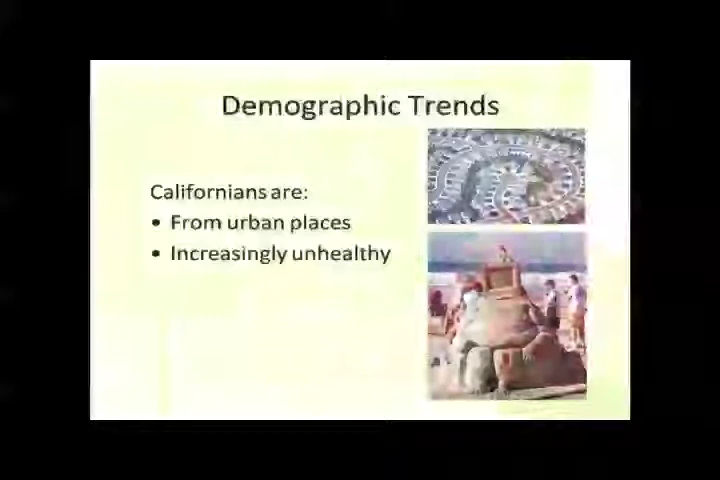 Demographic Trends
Californians are:
• From urban places
• Increasingly unhealthy